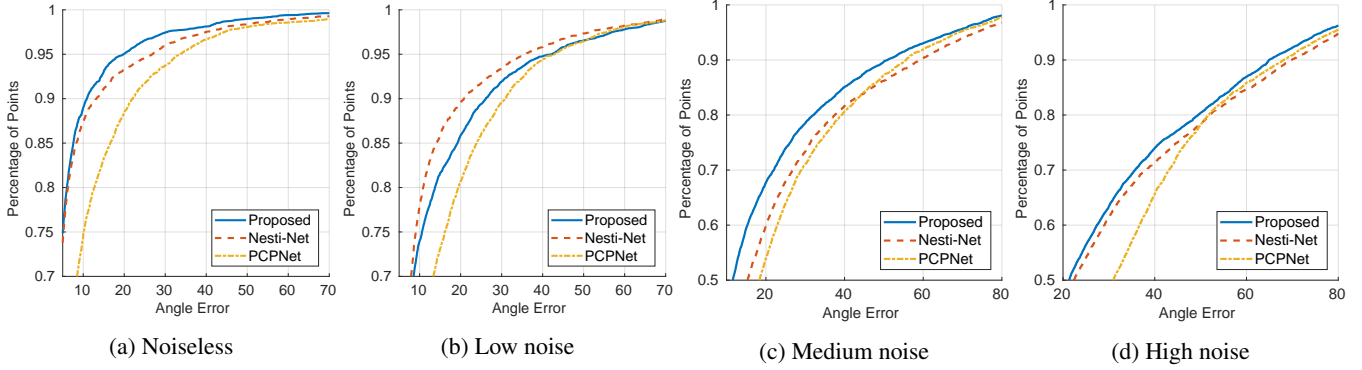 Percentage of Points
1
0.95
0.9
0.85
0.8
0.75
0.7
10 20 30 40 50 60 70
Angle Error
Proposed
Nesti-Net
PCPNet
(a) Noiseless
Percentage of Points
1
0.95
0.9
0.85
0.8
0.75
0.7
10 20 30 40 50 60 70
Angle Error
Proposed
Nesti-Net
PCPNet
(b) Low noise
Percentage of Points
1
0.9
0.8
0.7
0.6
0.5
20 40 60 80
Angle Error
Proposed
Nesti-Net
PCPNet
(c) Medium noise
Percentage of Points
1
0.9
0.8
0.7
0.6
0.5
20 40 60 80
Angle Error
Proposed
Nesti-Net
PCPNet
(d) High noise